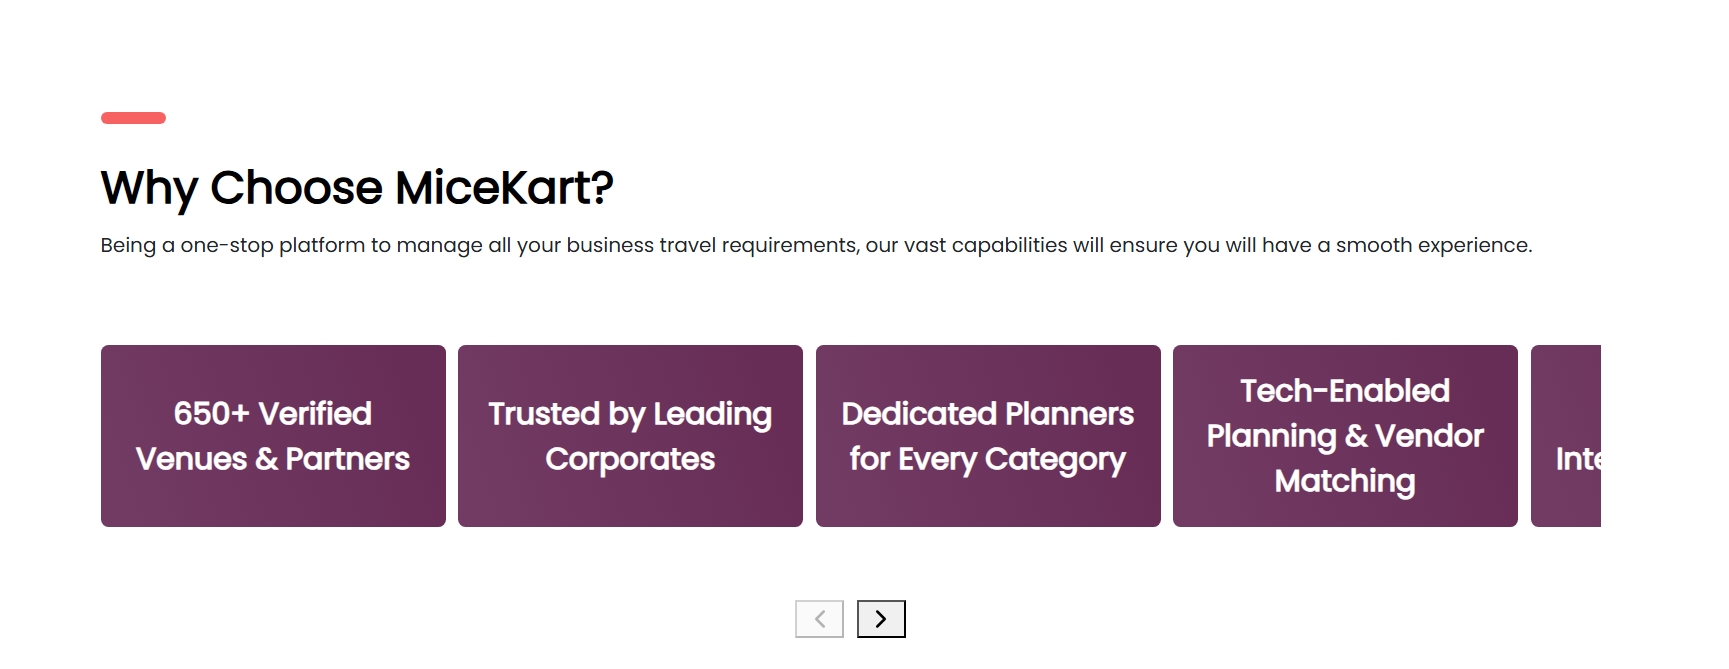 Why Choose MiceKart?
Being a one-stop platform to manage all your business travel requirements, our vast capabilities will ensure you will have a smooth experience.
650+ Verified
Venues & Partners
Trusted by Leading
Corporates
Dedicated Planners
for Every Category
Tech-Enabled
Planning & Vendor
Matching